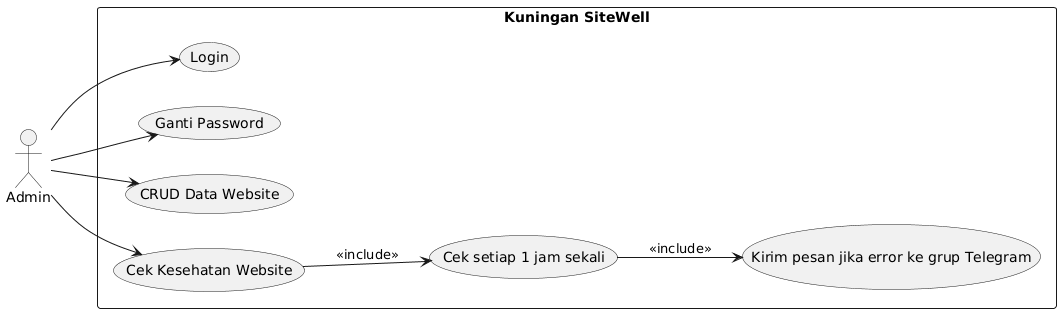 Kuningan SiteWell
Login
Ganti Password
Admin
CRUD Data Website
Cek Kesehatan Website
«include»
Cek setiap 1 jam sekali
«include»
Kirim pesan jika error ke grup Telegram